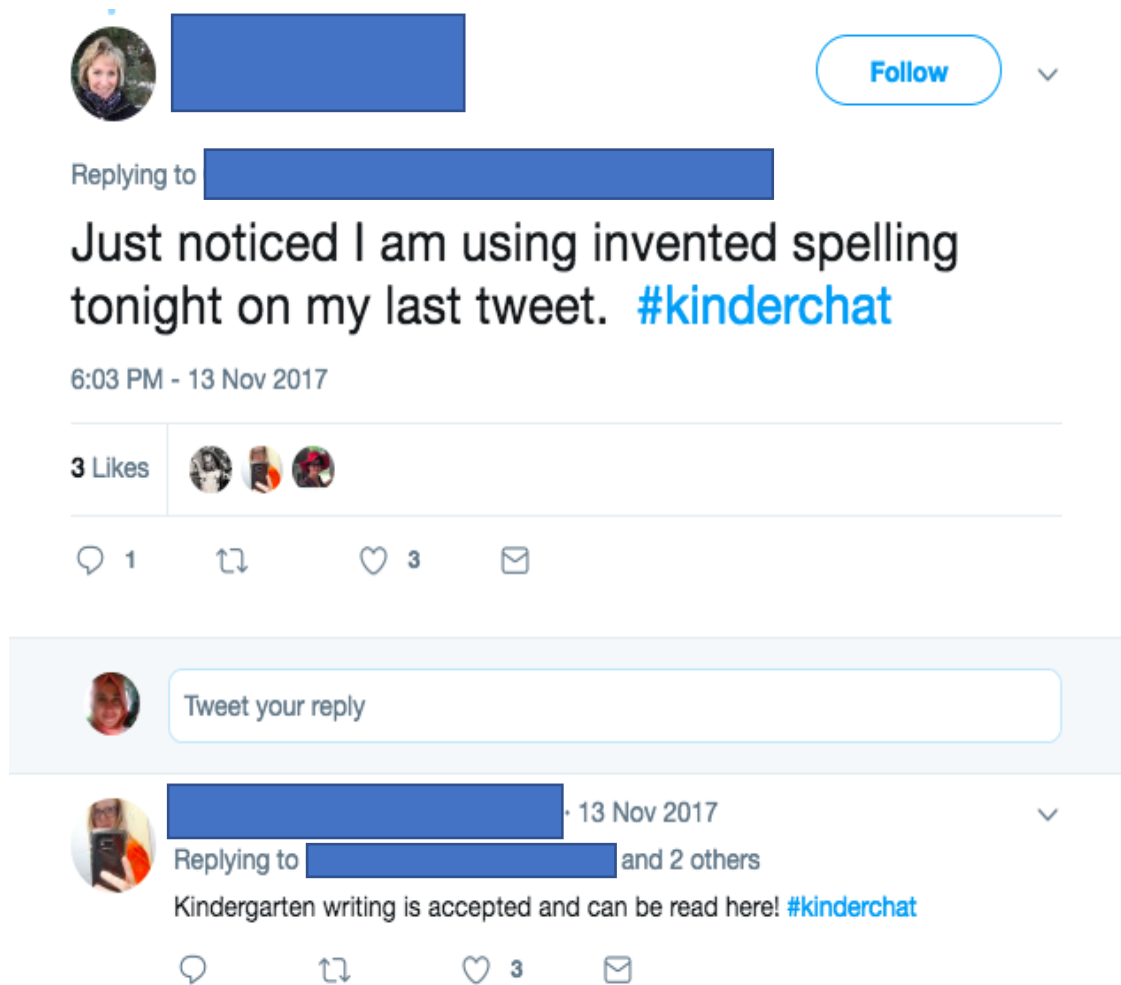 Follow
Replying to
Just noticed I am using invented spelling
tonight on my last tweet. #kinderchat
6:03 PM - 13 Nov 2017
3 Likes
1 3
Tweet your reply
· 13 Nov 2017
Replying to and 2 others
Kindergarten writing is accepted and can be read here! #kinderchat
3